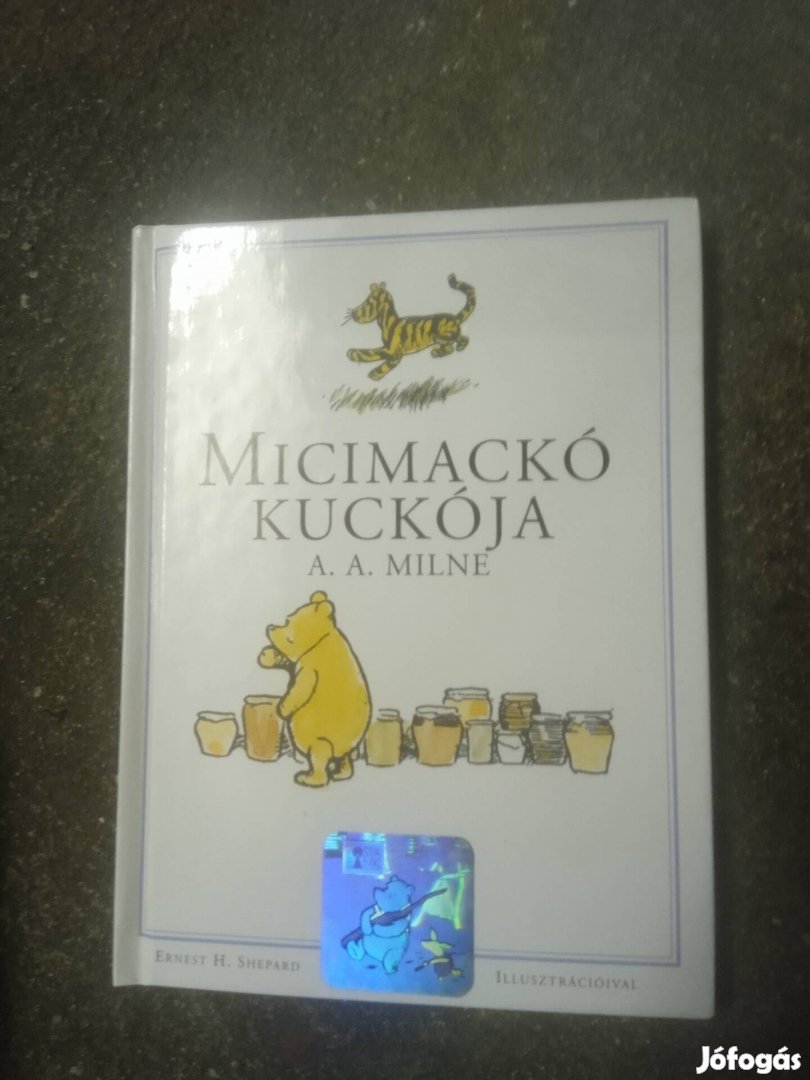 MICIMACKÓ
KUCKÓJA
A. A. MILNE
ERNEST H. SHEPARD
ILLUSZTRÁCIÓIVAL
Jófogás